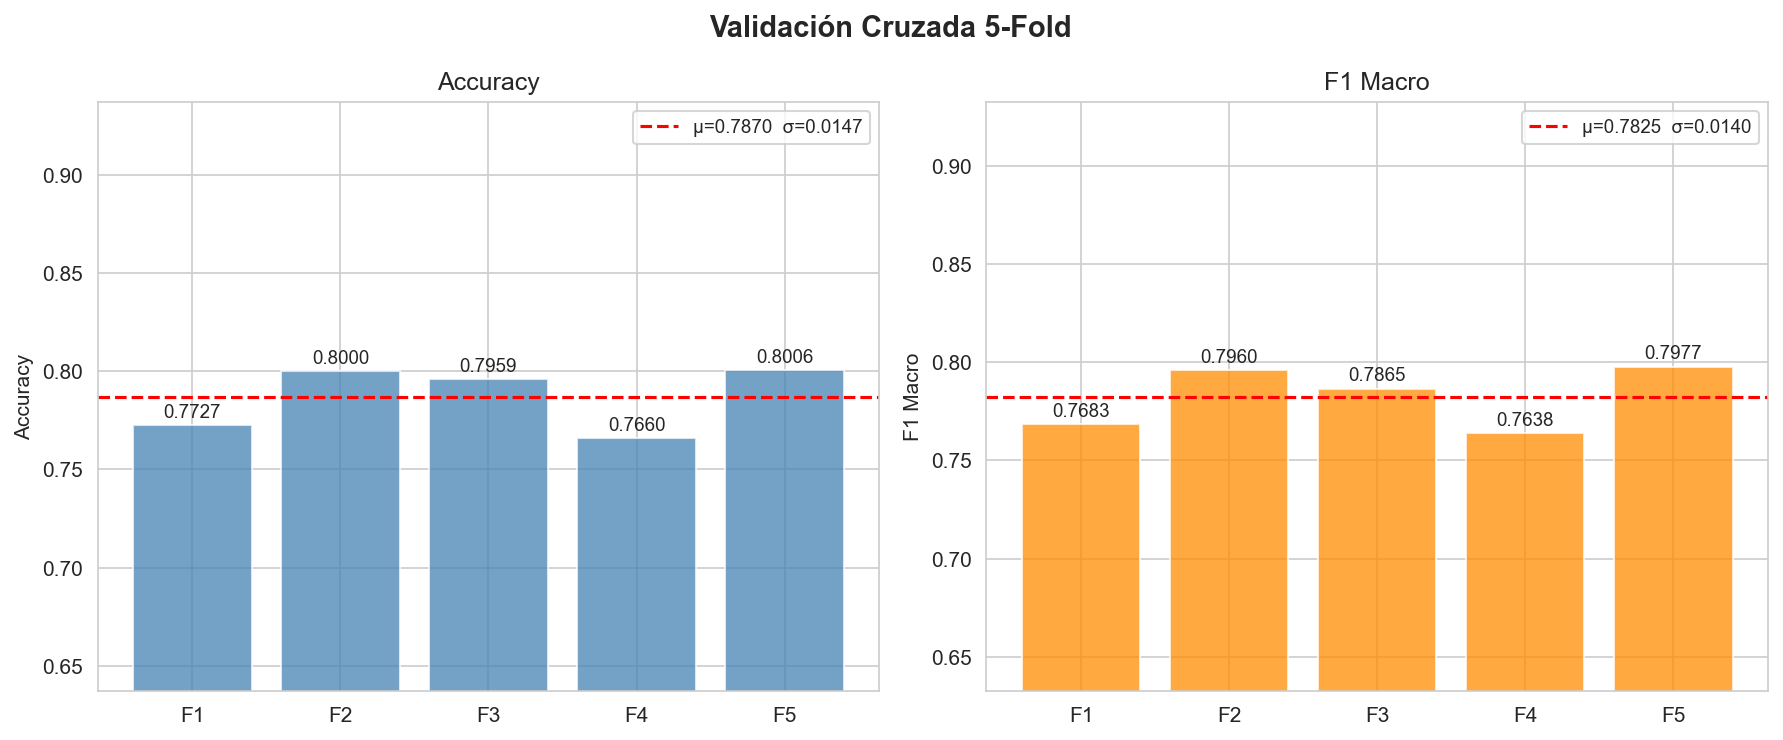 Validación Cruzada 5-Fold
Accuracy
μ=0.7870 σ=0.0147
0.90
0.85
0.80
0.75
0.70
0.65
Accuracy
0.7727
0.8000
0.7959
0.7660
0.8006
F1
F2
F3
F4
F5
F1 Macro
μ=0.7825 σ=0.0140
0.90
0.85
0.80
0.75
0.70
0.65
F1 Macro
0.7683
0.7960
0.7865
0.7638
0.7977
F1
F2
F3
F4
F5